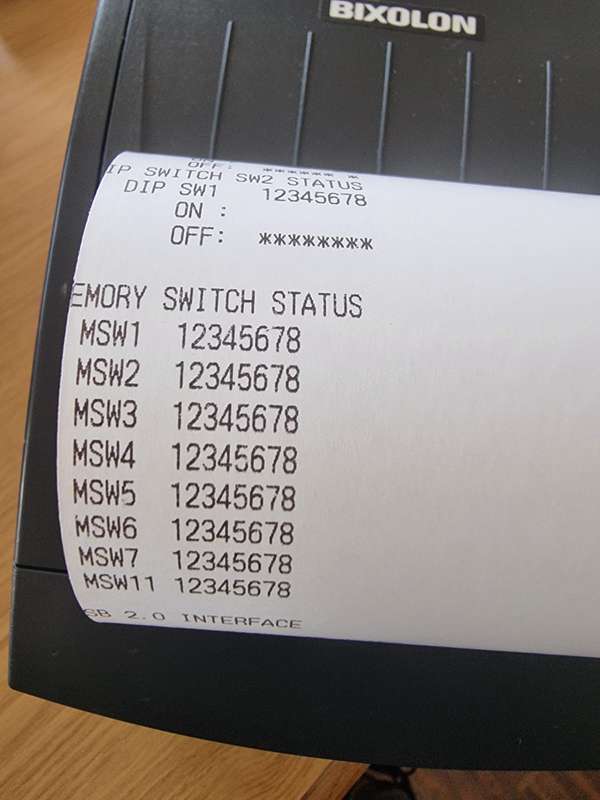 BIXOLON
OFF: ****** *
IP SWITCH SW2 STATUS
DIP SW1 12345678
ON :
OFF: ********
EMORY SWITCH STATUS
MSW1 12345678
MSW2 12345678
MSW3 12345678
MSW4 12345678
MSW5 12345678
MSW6 12345678
MSW7 12345678
MSW11 12345678
SB 2.0 INTERFACE